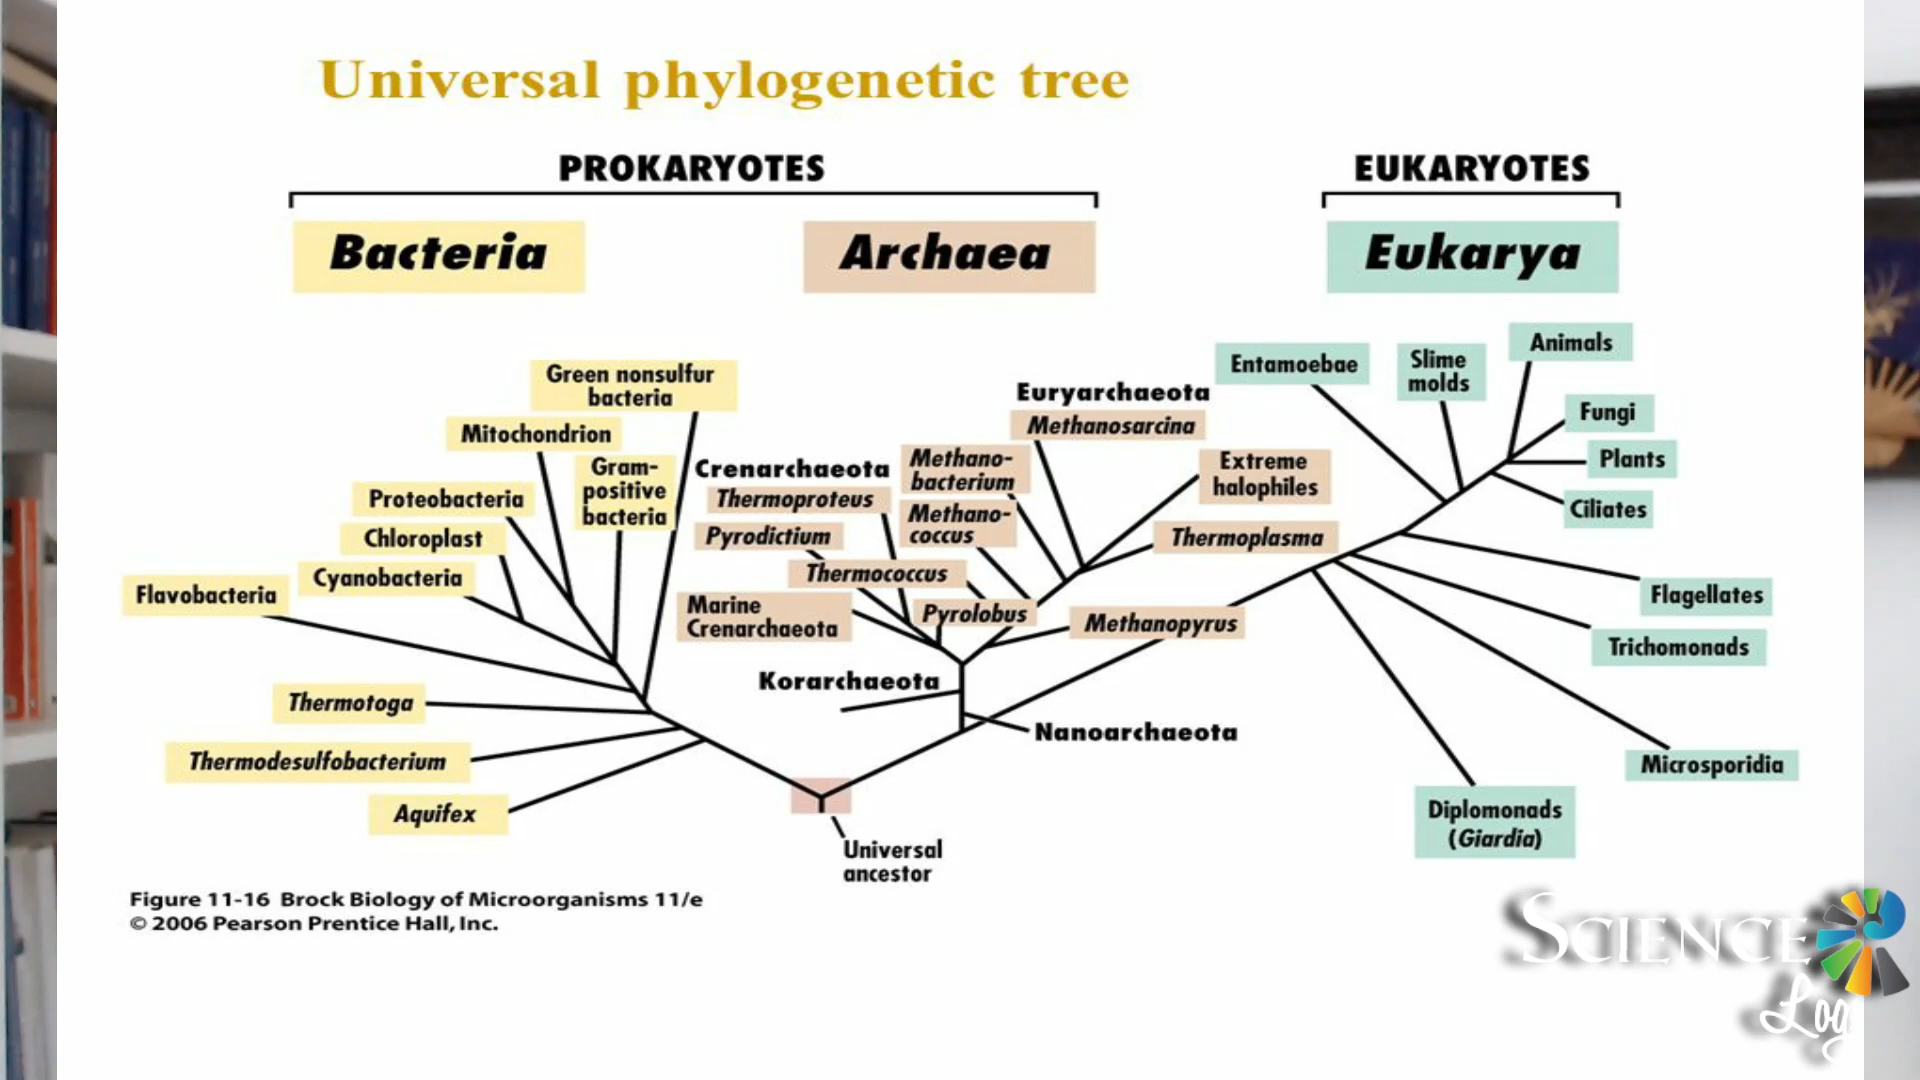 Universal phylogenetic tree
PROKARYOTES
EUKARYOTES
Bacteria
Archaea
Eukarya
Green nonsulfur
bacteria
Mitochondrion
Gram-
positive
bacteria
Proteobacteria
Chloroplast
Cyanobacteria
Flavobacteria
Thermotoga
Thermodesulfobacterium
Aquifex
Crenarchaeota
Thermoproteus
Pyrodictium
Thermococcus
Marine
Crenarchaeota
Pyrolobus
Methano-
bacterium
Methano-
coccus
Euryarchaeota
Methanosarcina
Extreme
halophiles
Thermoplasma
Methanopyrus
Korarchaeota
Nanoarchaeota
Universal
ancestor
Entamoebae
Slime
molds
Animals
Fungi
Plants
Ciliates
Flagellates
Trichomonads
Microsporidia
Diplomonads
(Giardia)
Figure 11-16 Brock Biology of Microorganisms 11/e
© 2006 Pearson Prentice Hall, Inc.
SCIENCE
Log